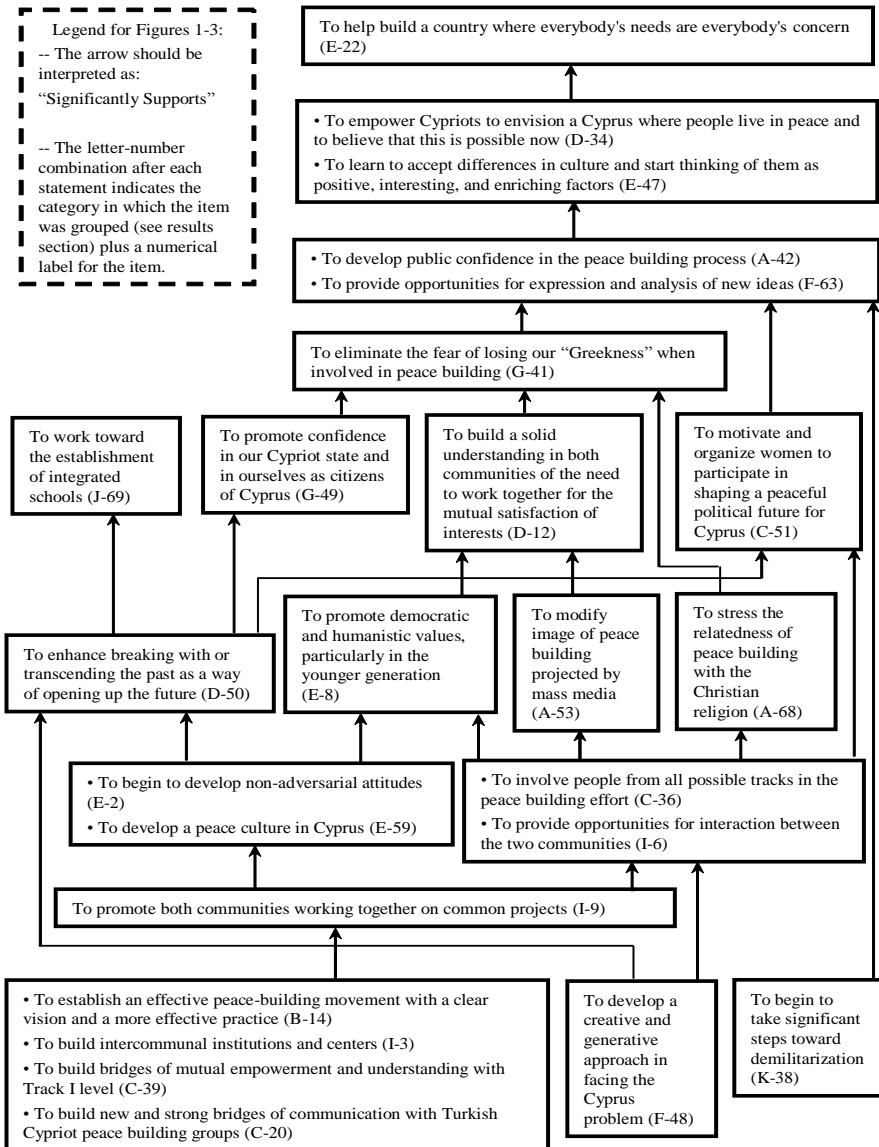 Legend for Figures 1-3:
-- The arrow should be
interpreted as:
“Significantly Supports”
-- The letter-number
combination after each
statement indicates the
category in which the item
was grouped (see results
section) plus a numerical
label for the item.
To help build a country where everybody's needs are everybody's concern
(E-22)
• To empower Cypriots to envision a Cyprus where people live in peace and
to believe that this is possible now (D-34)
• To learn to accept differences in culture and start thinking of them as
positive, interesting, and enriching factors (E-47)
• To develop public confidence in the peace building process (A-42)
• To provide opportunities for expression and analysis of new ideas (F-63)
To eliminate the fear of losing our “Greekness” when
involved in peace building (G-41)
To work toward
the establishment
of integrated
schools (J-69)
To promote confidence
in our Cypriot state and
in ourselves as citizens
of Cyprus (G-49)
To build a solid
understanding in both
communities of the need
to work together for the
mutual satisfaction of
interests (D-12)
To motivate and
organize women to
participate in
shaping a peaceful
political future for
Cyprus (C-51)
To enhance breaking with or
transcending the past as a way
of opening up the future (D-50)
To promote democratic
and humanistic values,
particularly in the
younger generation
(E-8)
To modify
image of peace
building
projected by
mass media
(A-53)
To stress the
relatedness of
peace building
with the
Christian
religion (A-68)
• To begin to develop non-adversarial attitudes
(E-2)
• To develop a peace culture in Cyprus (E-59)
• To involve people from all possible tracks in the
peace building effort (C-36)
• To provide opportunities for interaction between
the two communities (I-6)
To promote both communities working together on common projects (I-9)
• To establish an effective peace-building movement with a clear
vision and a more effective practice (B-14)
• To build intercommunal institutions and centers (I-3)
• To build bridges of mutual empowerment and understanding with
Track I level (C-39)
• To build new and strong bridges of communication with Turkish
Cypriot peace building groups (C-20)
To develop a
creative and
generative
approach in
facing the
Cyprus
problem (F-48)
To begin to
take significant
steps toward
demilitarization
(K-38)